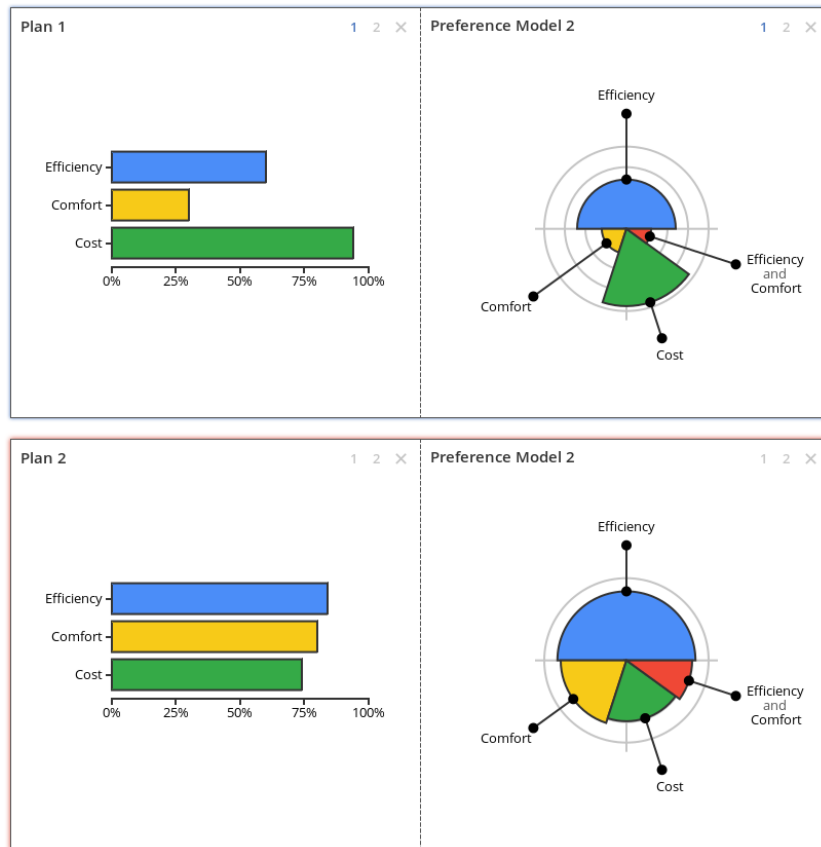 Plan 1
1 2 ×
Efficiency
Comfort
Cost
0% 25% 50% 75% 100%
Preference Model 2
1 2 ×
Efficiency
Efficiency
and
Comfort
Comfort
Cost
Plan 2
1 2 ×
Efficiency
Comfort
Cost
0% 25% 50% 75% 100%
Preference Model 2
1 2 ×
Efficiency
Efficiency
and
Comfort
Comfort
Cost